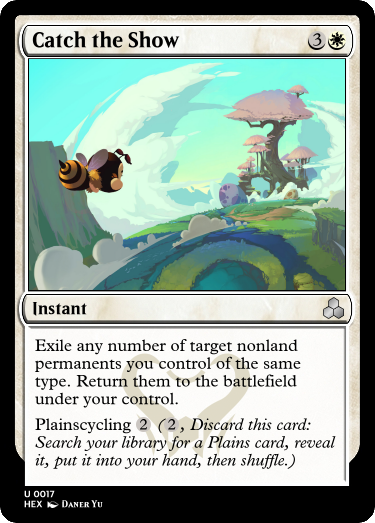 Catch the Show 3
Instant
Exile any number of target nonland
permanents you control of the same
type. Return them to the battlefield
under your control.
Plainscycling 2 (2, Discard this card:
Search your library for a Plains card, reveal
it, put it into your hand, then shuffle.)
U 0017
HEX Daner Yu